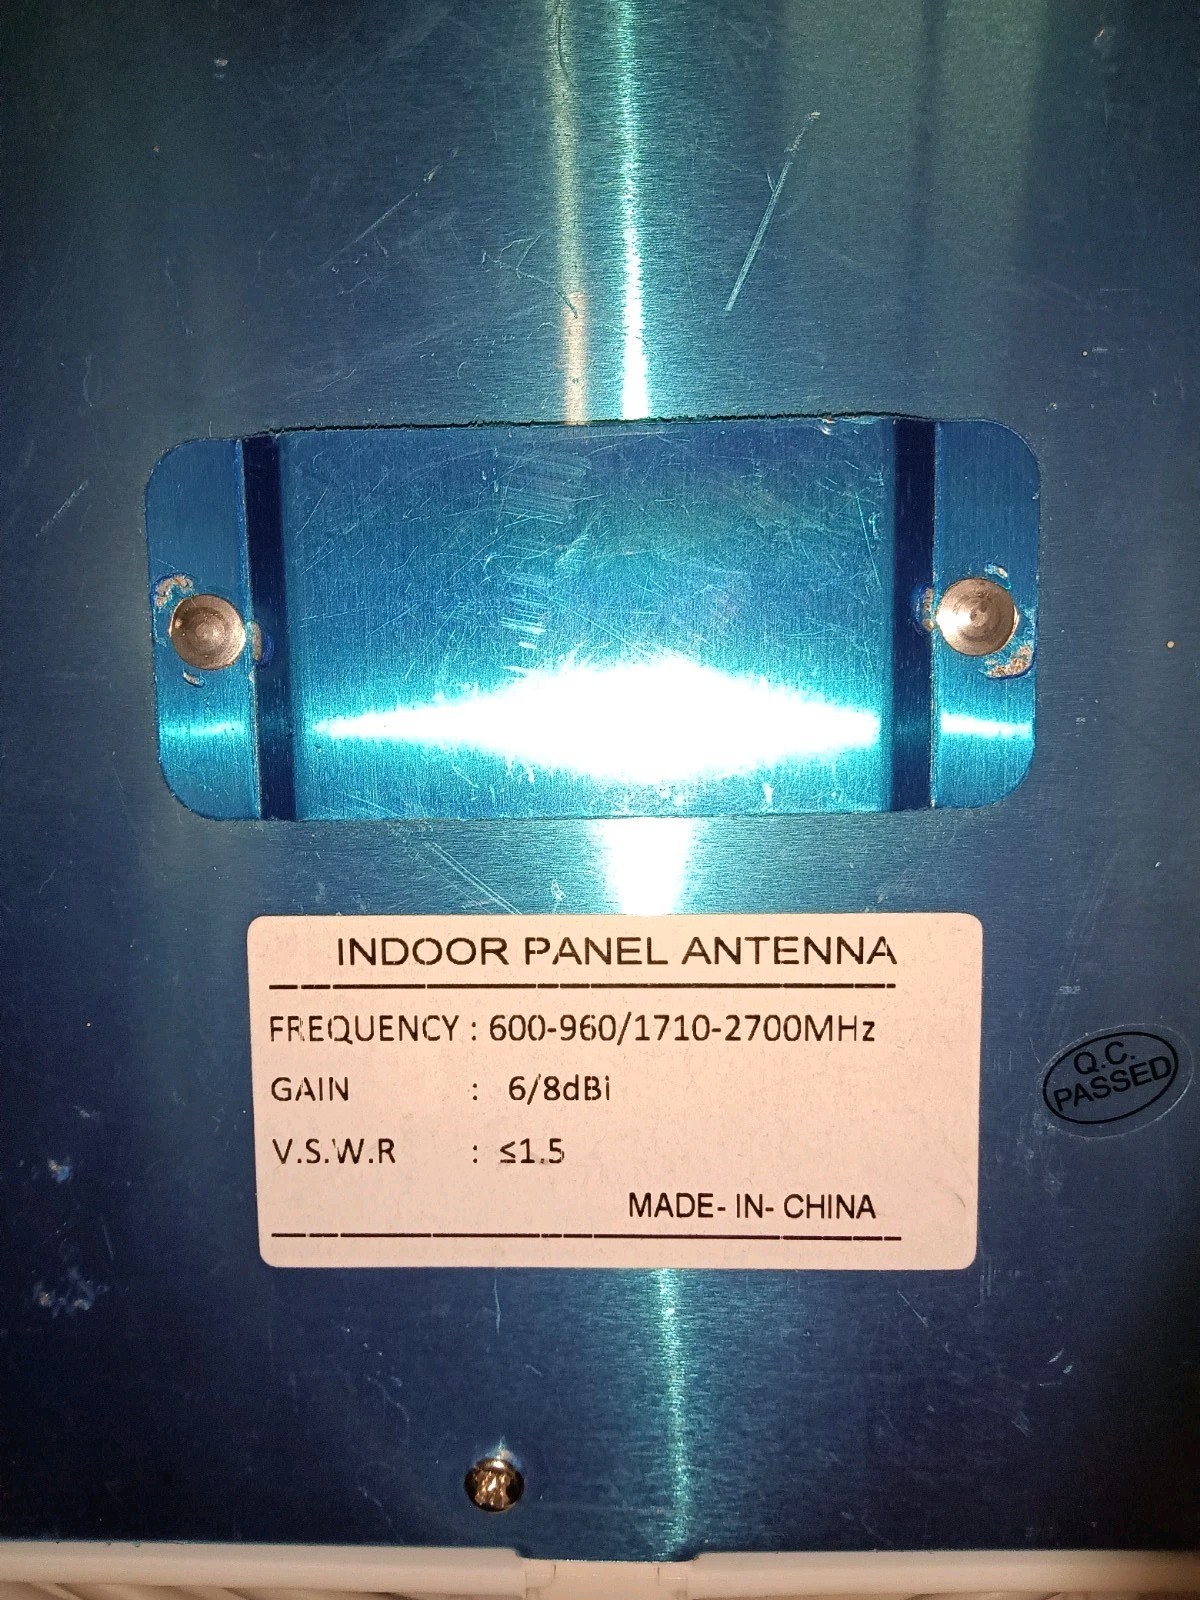 INDOOR PANEL ANTENNA
FREQUENCY : 600-960/1710-2700MHz
GAIN : 6/8dBi
V.S.W.R : ≤1.5
MADE- IN- CHINA
Q.C.
PASSED